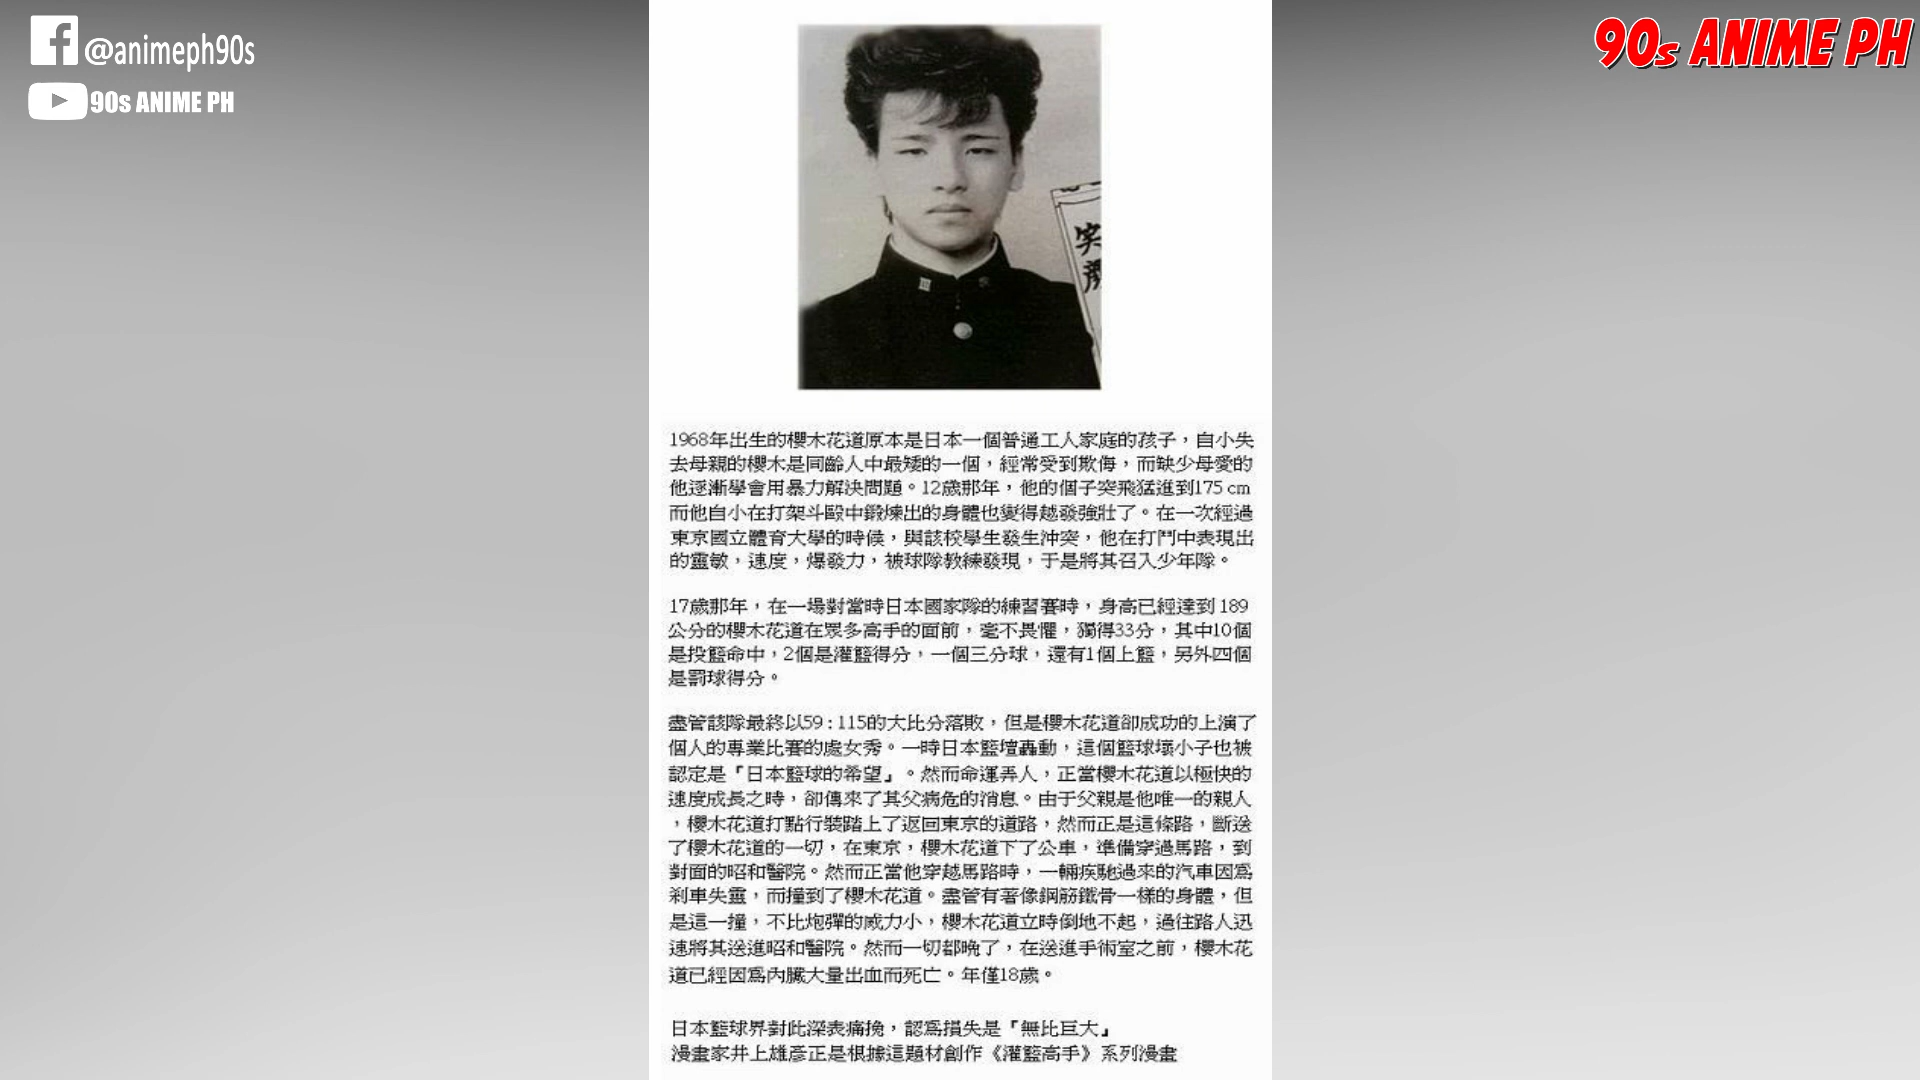 @animeph90s
90s ANIME PH
90s ANIME PH
笑
顏
1968年出生的櫻木花道原本是日本一個普通工人家庭的孩子，自小失
去母親的櫻木是同齡人中最矮的一個，經常受到欺侮，而缺少母愛的
他逐漸學會用暴力解決問題。12歲那年，他的個子突飛猛進到175 cm
而他自小在打架斗毆中鍛煉出的身體也變得越發強壯了。在一次經過
東京國立體育大學的時候，與該校學生發生沖突，他在打鬥中表現出
的靈敏，速度，爆發力，被球隊教練發現，于是將其召入少年隊。
17歲那年，在一場對當時日本國家隊的練習賽時，身高已經達到 189
公分的櫻木花道在眾多高手的面前，毫不畏懼，獨得33分，其中10個
是投籃命中，2個是灌籃得分，一個三分球，還有1個上籃，另外四個
是罰球得分。
盡管該隊最終以59 : 115的大比分落敗，但是櫻木花道卻成功的上演了
個人的專業比賽的處女秀。一時日本籃壇轟動，這個籃球壞小子也被
認定是『日本籃球的希望』。然而命運弄人，正當櫻木花道以極快的
速度成長之時，卻傳來了其父病危的消息。由于父親是他唯一的親人
，櫻木花道打點行裝踏上了返回東京的道路，然而正是這條路，斷送
了櫻木花道的一切，在東京，櫻木花道下了公車，準備穿過馬路，到
對面的昭和醫院。然而正當他穿越馬路時，一輛疾馳過來的汽車因爲
剎車失靈，而撞到了櫻木花道。盡管有著像鋼筋鐵骨一樣的身體，但
是這一撞，不比炮彈的威力小，櫻木花道立時倒地不起，過往路人迅
速將其送進昭和醫院。然而一切都晚了，在送進手術室之前，櫻木花
道已經因爲內臟大量出血而死亡。年僅18歲。
日本籃球界對此深表痛挽，認爲損失是『無比巨大』
漫畫家井上雄彥正是根據這題材創作《灌籃高手》系列漫畫